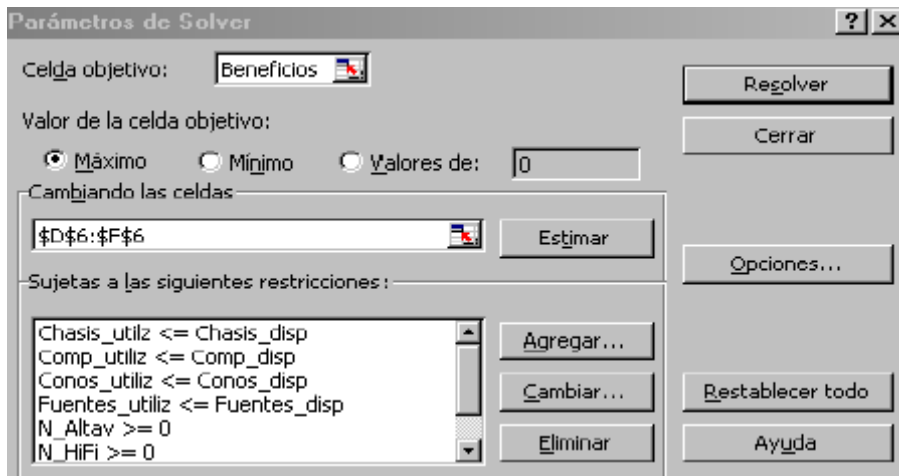 Parámetros de Solver
Celda objetivo: Beneficios
Resolver
Valor de la celda objetivo:
Cerrar
Máximo Mínimo Valores de: 0
Cambiando las celdas
$D$6:$F$6 Estimar
Opciones...
Sujetas a las siguientes restricciones:
Chasis_utilz <= Chasis_disp
Comp_utiliz <= Comp_disp
Conos_utiliz <= Conos_disp
Fuentes_utiliz <= Fuentes_disp
N_Altav >= 0
N_HiFi >= 0
Agregar...
Cambiar...
Eliminar
Restablecer todo
Ayuda